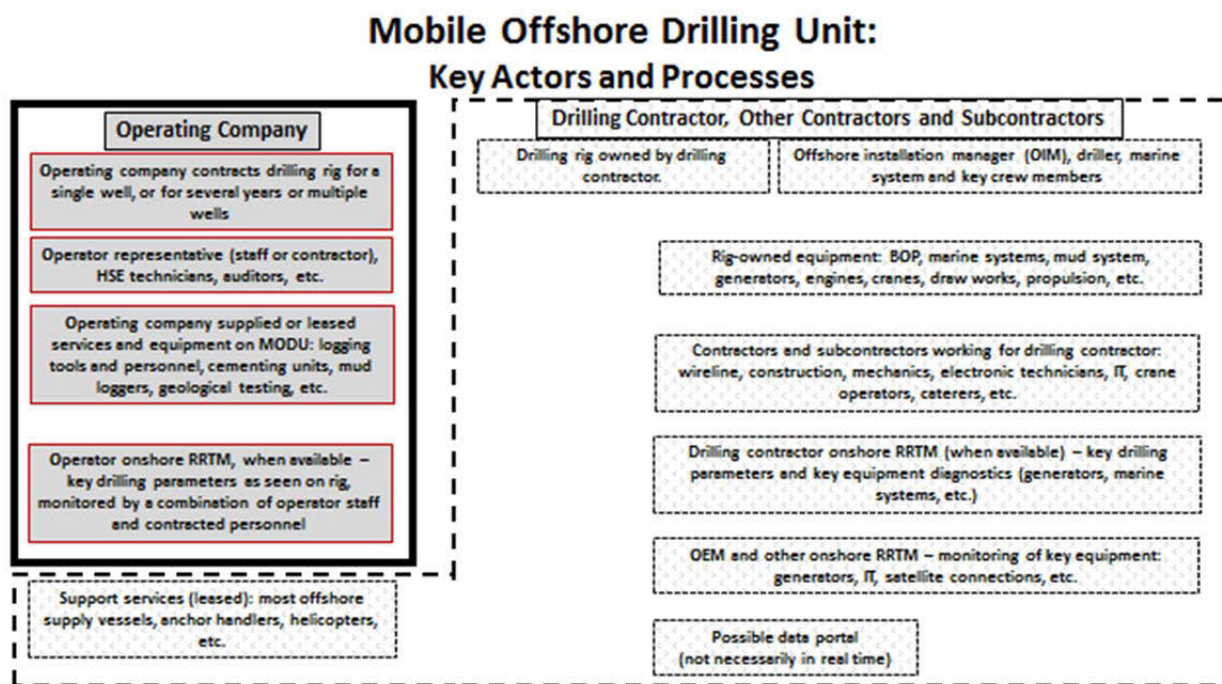 Mobile Offshore Drilling Unit:
Key Actors and Processes
Operating Company
Operating company contracts drilling rig for a
single well, or for several years or multiple
wells
Operator representative (staff or contractor),
HSE technicians, auditors, etc.
Operating company supplied or leased
services and equipment on MODU: logging
tools and personnel, cementing units, mud
loggers, geological testing, etc.
Operator onshore RRTM, when available –
key drilling parameters as seen on rig,
monitored by a combination of operator staff
and contracted personnel
Support services (leased): most offshore
supply vessels, anchor handlers, helicopters,
etc.
Drilling Contractor, Other Contractors and Subcontractors
Drilling rig owned by drilling
contractor.
Offshore installation manager (OIM), driller, marine
system and key crew members
Rig-owned equipment: BOP, marine systems, mud system,
generators, engines, cranes, draw works, propulsion, etc.
Contractors and subcontractors working for drilling contractor:
wireline, construction, mechanics, electronic technicians, IT, crane
operators, caterers, etc.
Drilling contractor onshore RRTM (when available) – key drilling
parameters and key equipment diagnostics (generators, marine
systems, etc.)
OEM and other onshore RRTM – monitoring of key equipment:
generators, IT, satellite connections, etc.
Possible data portal
(not necessarily in real time)